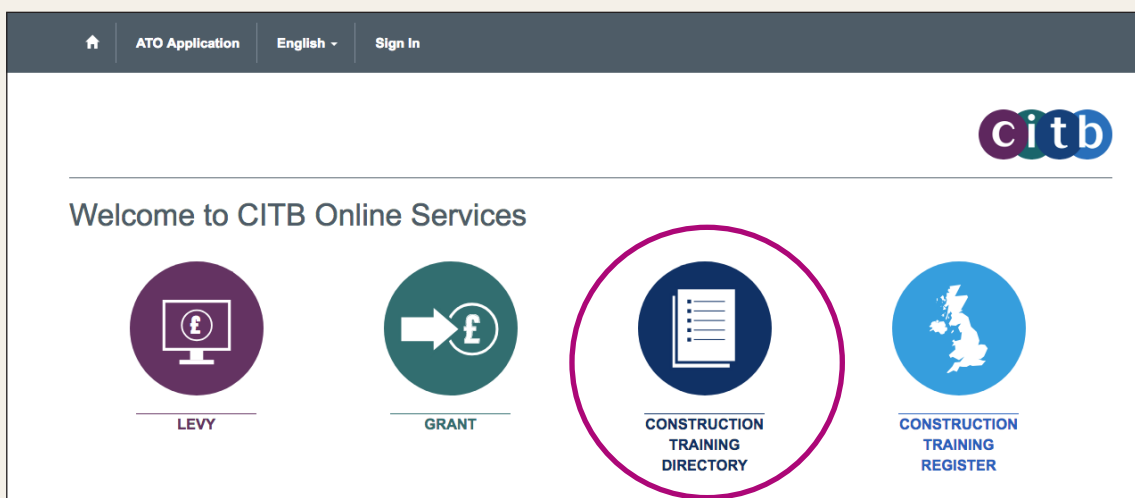 ATO Application English Sign In
citb
Welcome to CITB Online Services
£
£
LEVY
GRANT
CONSTRUCTION
TRAINING
DIRECTORY
CONSTRUCTION
TRAINING
REGISTER